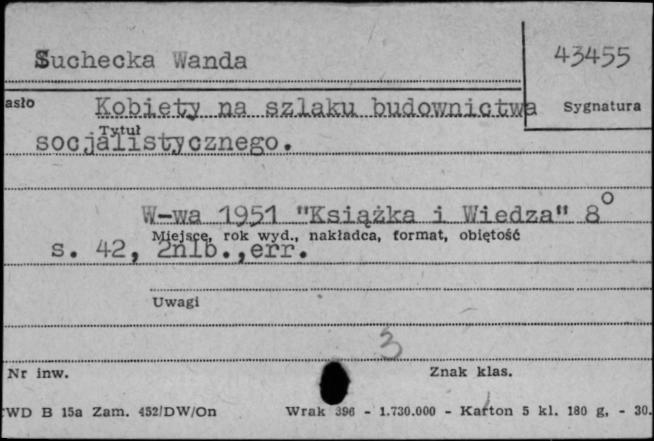 Suchecka Wanda
43455
asło
Kobiety na szlaku budownictwa
Sygnatura
Tytuł
socjalistycznego.
W-wa 1951 "Książka i Wiedza" 8°
Miejsce, rok wyd., nakładca, format, objętość
s. 42, 2nlb.,err.
Uwagi
3
Nr inw.
Znak klas.
WD B 15a Zam. 452/DW/On Wrak 396 - 1.730.000 - Karton 5 kl. 180 g, - 30.